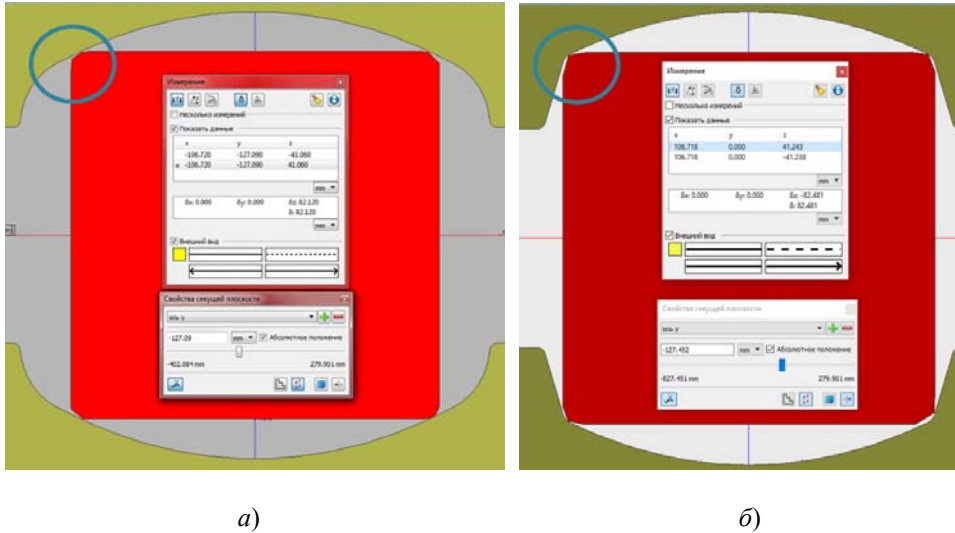 Измерение
Несколько измерений
Показать данные
x y z
-106.720 -127.090 -41.060
-106.720 -127.090 41.060
mm
δx: 0.000 δy: 0.000 δz: 82.120
δ: 82.120
mm
Внешний вид
Свойства секущей плоскости
ось y
-127.09 mm Абсолютное положение
-402.084 mm 279.901 mm
Измерение
Несколько измерений
Показать данные
x y z
106.718 0.000 41.243
106.718 0.000 -41.238
mm
δx: 0.000 δy: 0.000 δz: -82.481
δ: 82.481
mm
Внешний вид
Свойства секущей плоскости
ось y
-127.452 mm Абсолютное положение
-827.451 mm 279.901 mm
а) б)